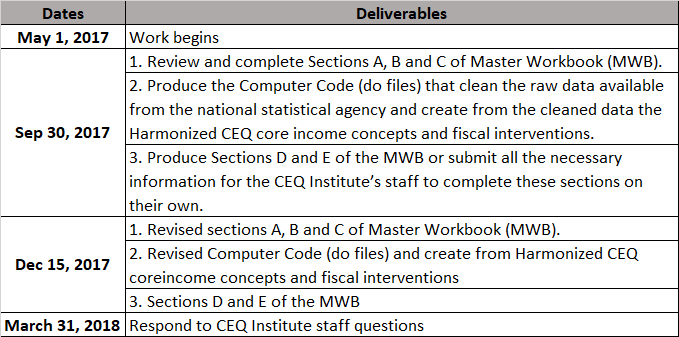 Dates Deliverables
May 1, 2017 Work begins
1. Review and complete Sections A, B and C of Master Workbook (MWB).
2. Produce the Computer Code (do files) that clean the raw data available
from the national statistical agency and create from the cleaned data the
Sep 30, 2017 Harmonized CEQ core income concepts and fiscal interventions.
3. Produce Sections D and E of the MWB or submit all the necessary
information for the CEQ Institute’s staff to complete these sections on
their own.
1. Revised sections A, B and C of Master Workbook (MWB).
Dec 15, 2017 2. Revised Computer Code (do files) and create from Harmonized CEQ
coreincome concepts and fiscal interventions
3. Sections D and E of the MWB
March 31, 2018 Respond to CEQ Institute staff questions